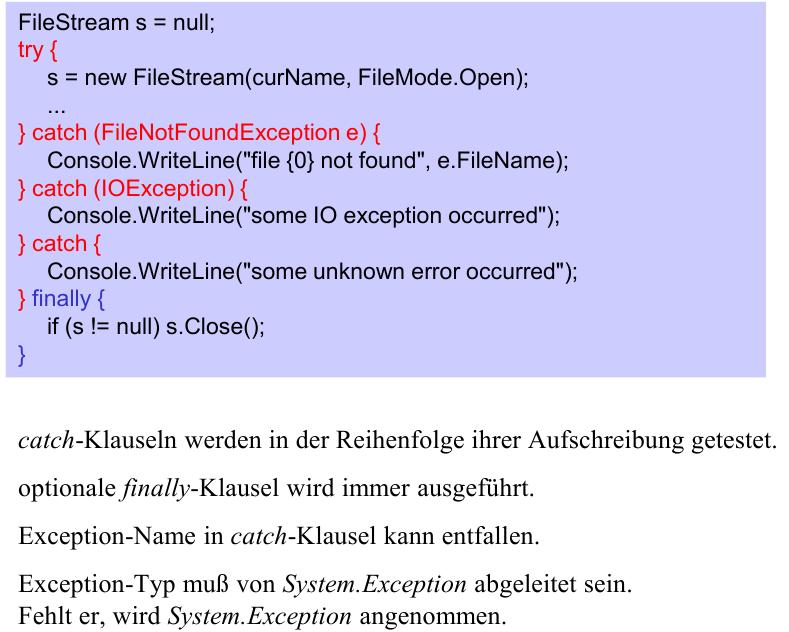 FileStream s = null;
try {
s = new FileStream(curName, FileMode.Open);
...
} catch (FileNotFoundException e) {
Console.WriteLine("file {0} not found", e.FileName);
} catch (IOException) {
Console.WriteLine("some IO exception occurred");
} catch {
Console.WriteLine("some unknown error occurred");
} finally {
if (s != null) s.Close();
}
catch-Klauseln werden in der Reihenfolge ihrer Aufschreibung getestet.
optionale finally-Klausel wird immer ausgeführt.
Exception-Name in catch-Klausel kann entfallen.
Exception-Typ muß von System.Exception abgeleitet sein.
Fehlt er, wird System.Exception angenommen.